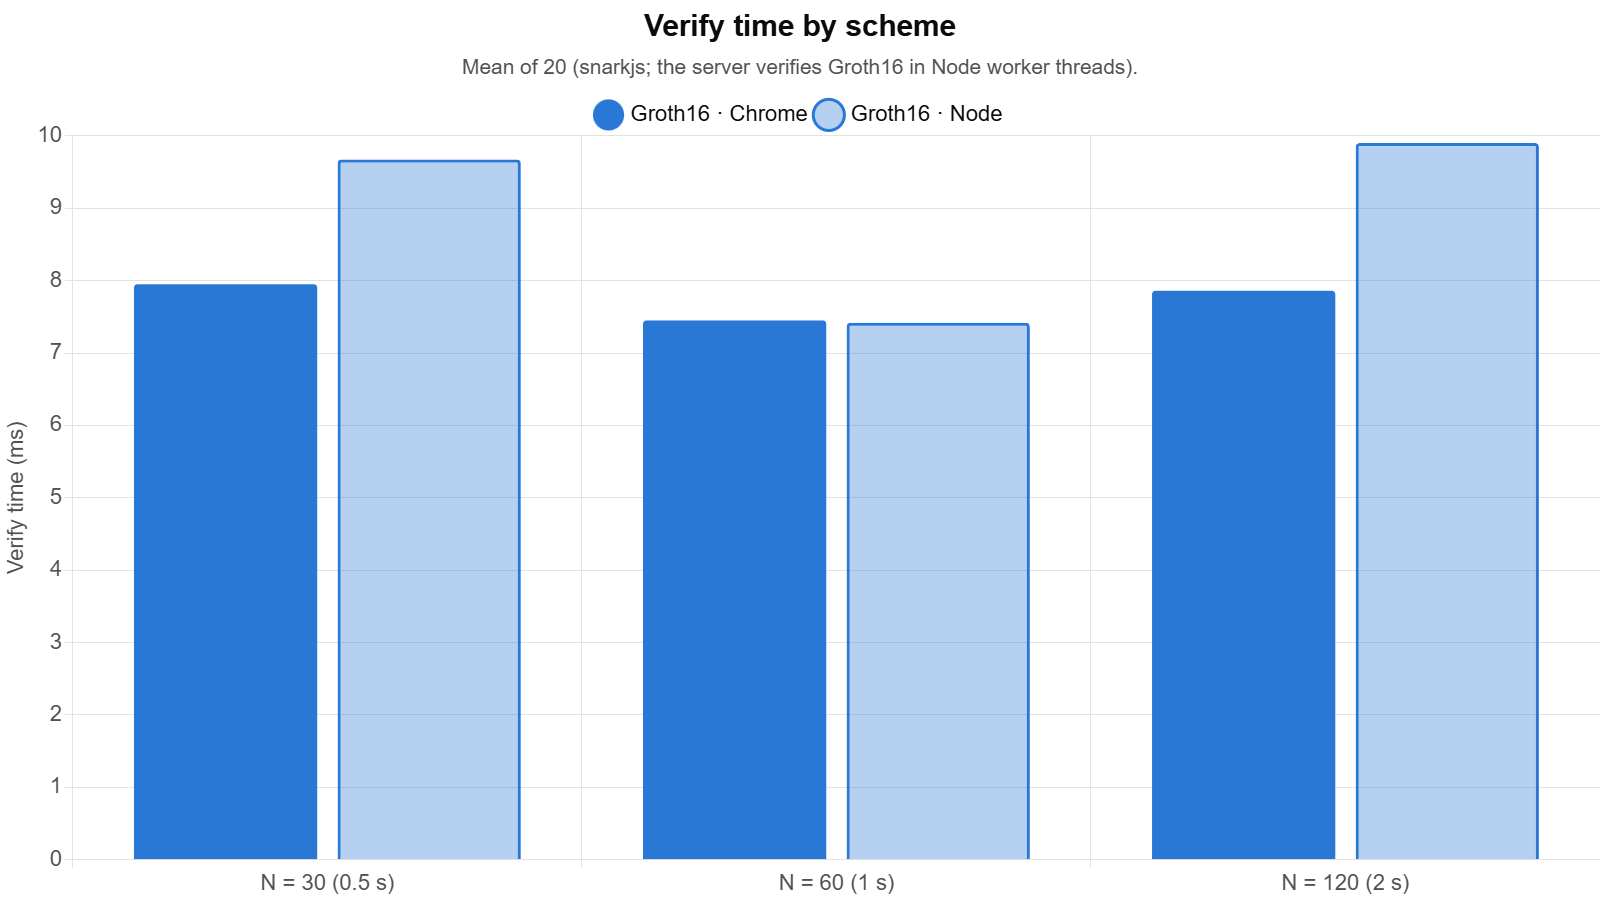 Verify time by scheme
Mean of 20 (snarkjs; the server verifies Groth16 in Node worker threads).
Groth16 · Chrome
Groth16 · Node
Verify time (ms)
10
9
8
7
6
5
4
3
2
1
0
N = 30 (0.5 s)
N = 60 (1 s)
N = 120 (2 s)